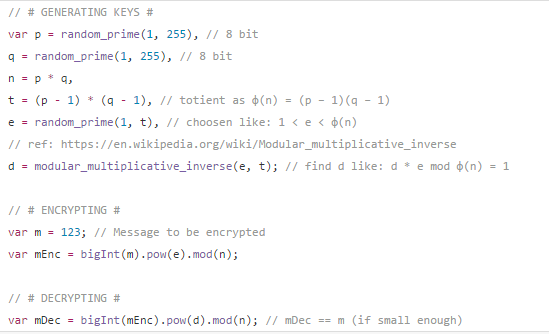 // # GENERATING KEYS #
var p = random_prime(1, 255), // 8 bit
q = random_prime(1, 255), // 8 bit
n = p * q,
t = (p - 1) * (q - 1), // totient as ϕ(n) = (p − 1)(q − 1)
e = random_prime(1, t), // choosen like: 1 < e < ϕ(n)
// ref: https://en.wikipedia.org/wiki/Modular_multiplicative_inverse
d = modular_multiplicative_inverse(e, t); // find d like: d * e mod ϕ(n) = 1
// # ENCRYPTING #
var m = 123; // Message to be encrypted
var mEnc = bigInt(m).pow(e).mod(n);
// # DECRYPTING #
var mDec = bigInt(mEnc).pow(d).mod(n); // mDec == m (if small enough)